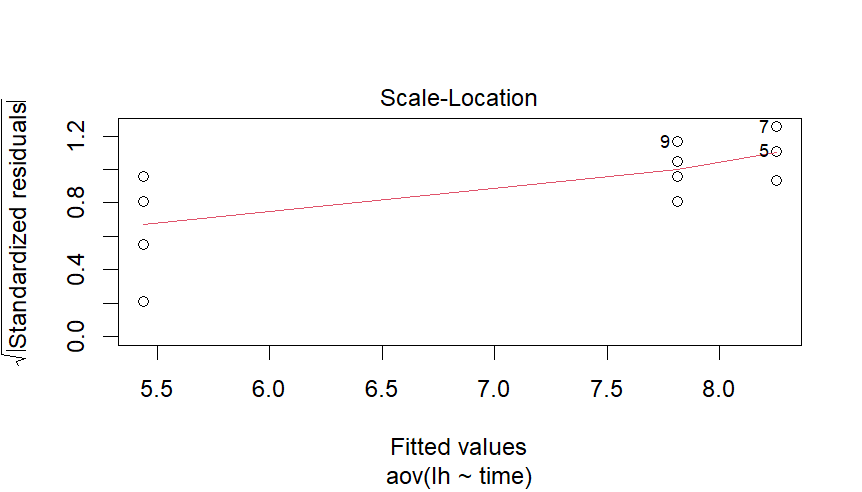 Scale-Location
√|Standardized residuals|
0.0 0.4 0.8 1.2
9
7
5
5.5 6.0 6.5 7.0 7.5 8.0
Fitted values
aov(lh ~ time)